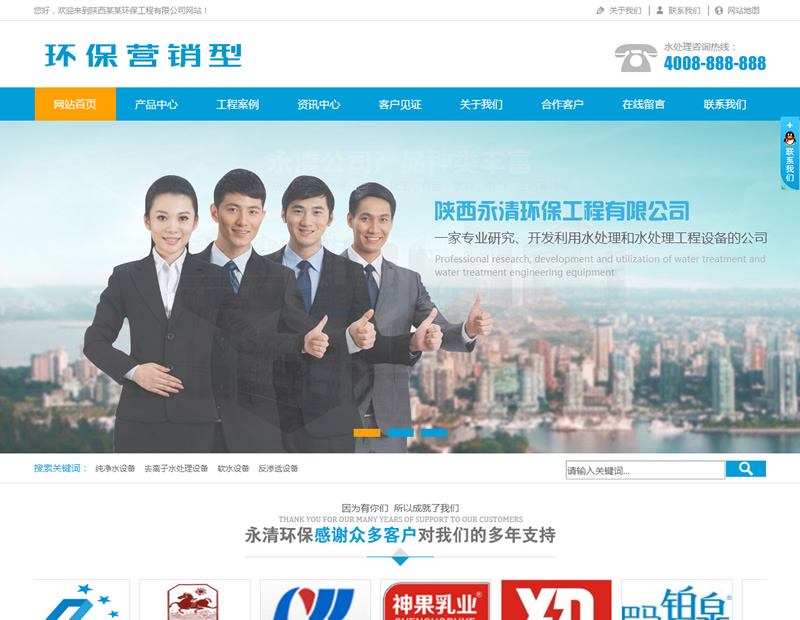 您好，欢迎来到陕西某某环保工程有限公司网站！
关于我们 | 联系我们 | 网站地图
环保营销型
水处理咨询热线：
4008-888-888
网站首页 产品中心 工程案例 资讯中心 客户见证 关于我们 合作客户 在线留言 联系我们
联系我们
陕西永清环保工程有限公司
一家专业研究、开发利用水处理和水处理工程设备的公司
Professional research, development and utilization of water treatment and
water treatment engineering equipment
搜索关键词： 纯净水设备 去离子水处理设备 软水设备 反渗透设备
请输入关键词...
因为有你们 所以成就了我们
THANK YOU FOR OUR MANY YEARS OF SUPPORT TO OUR CUSTOMERS
永清环保感谢众多客户对我们的多年支持
神果乳业®
SHENGUORUYE
铂泉